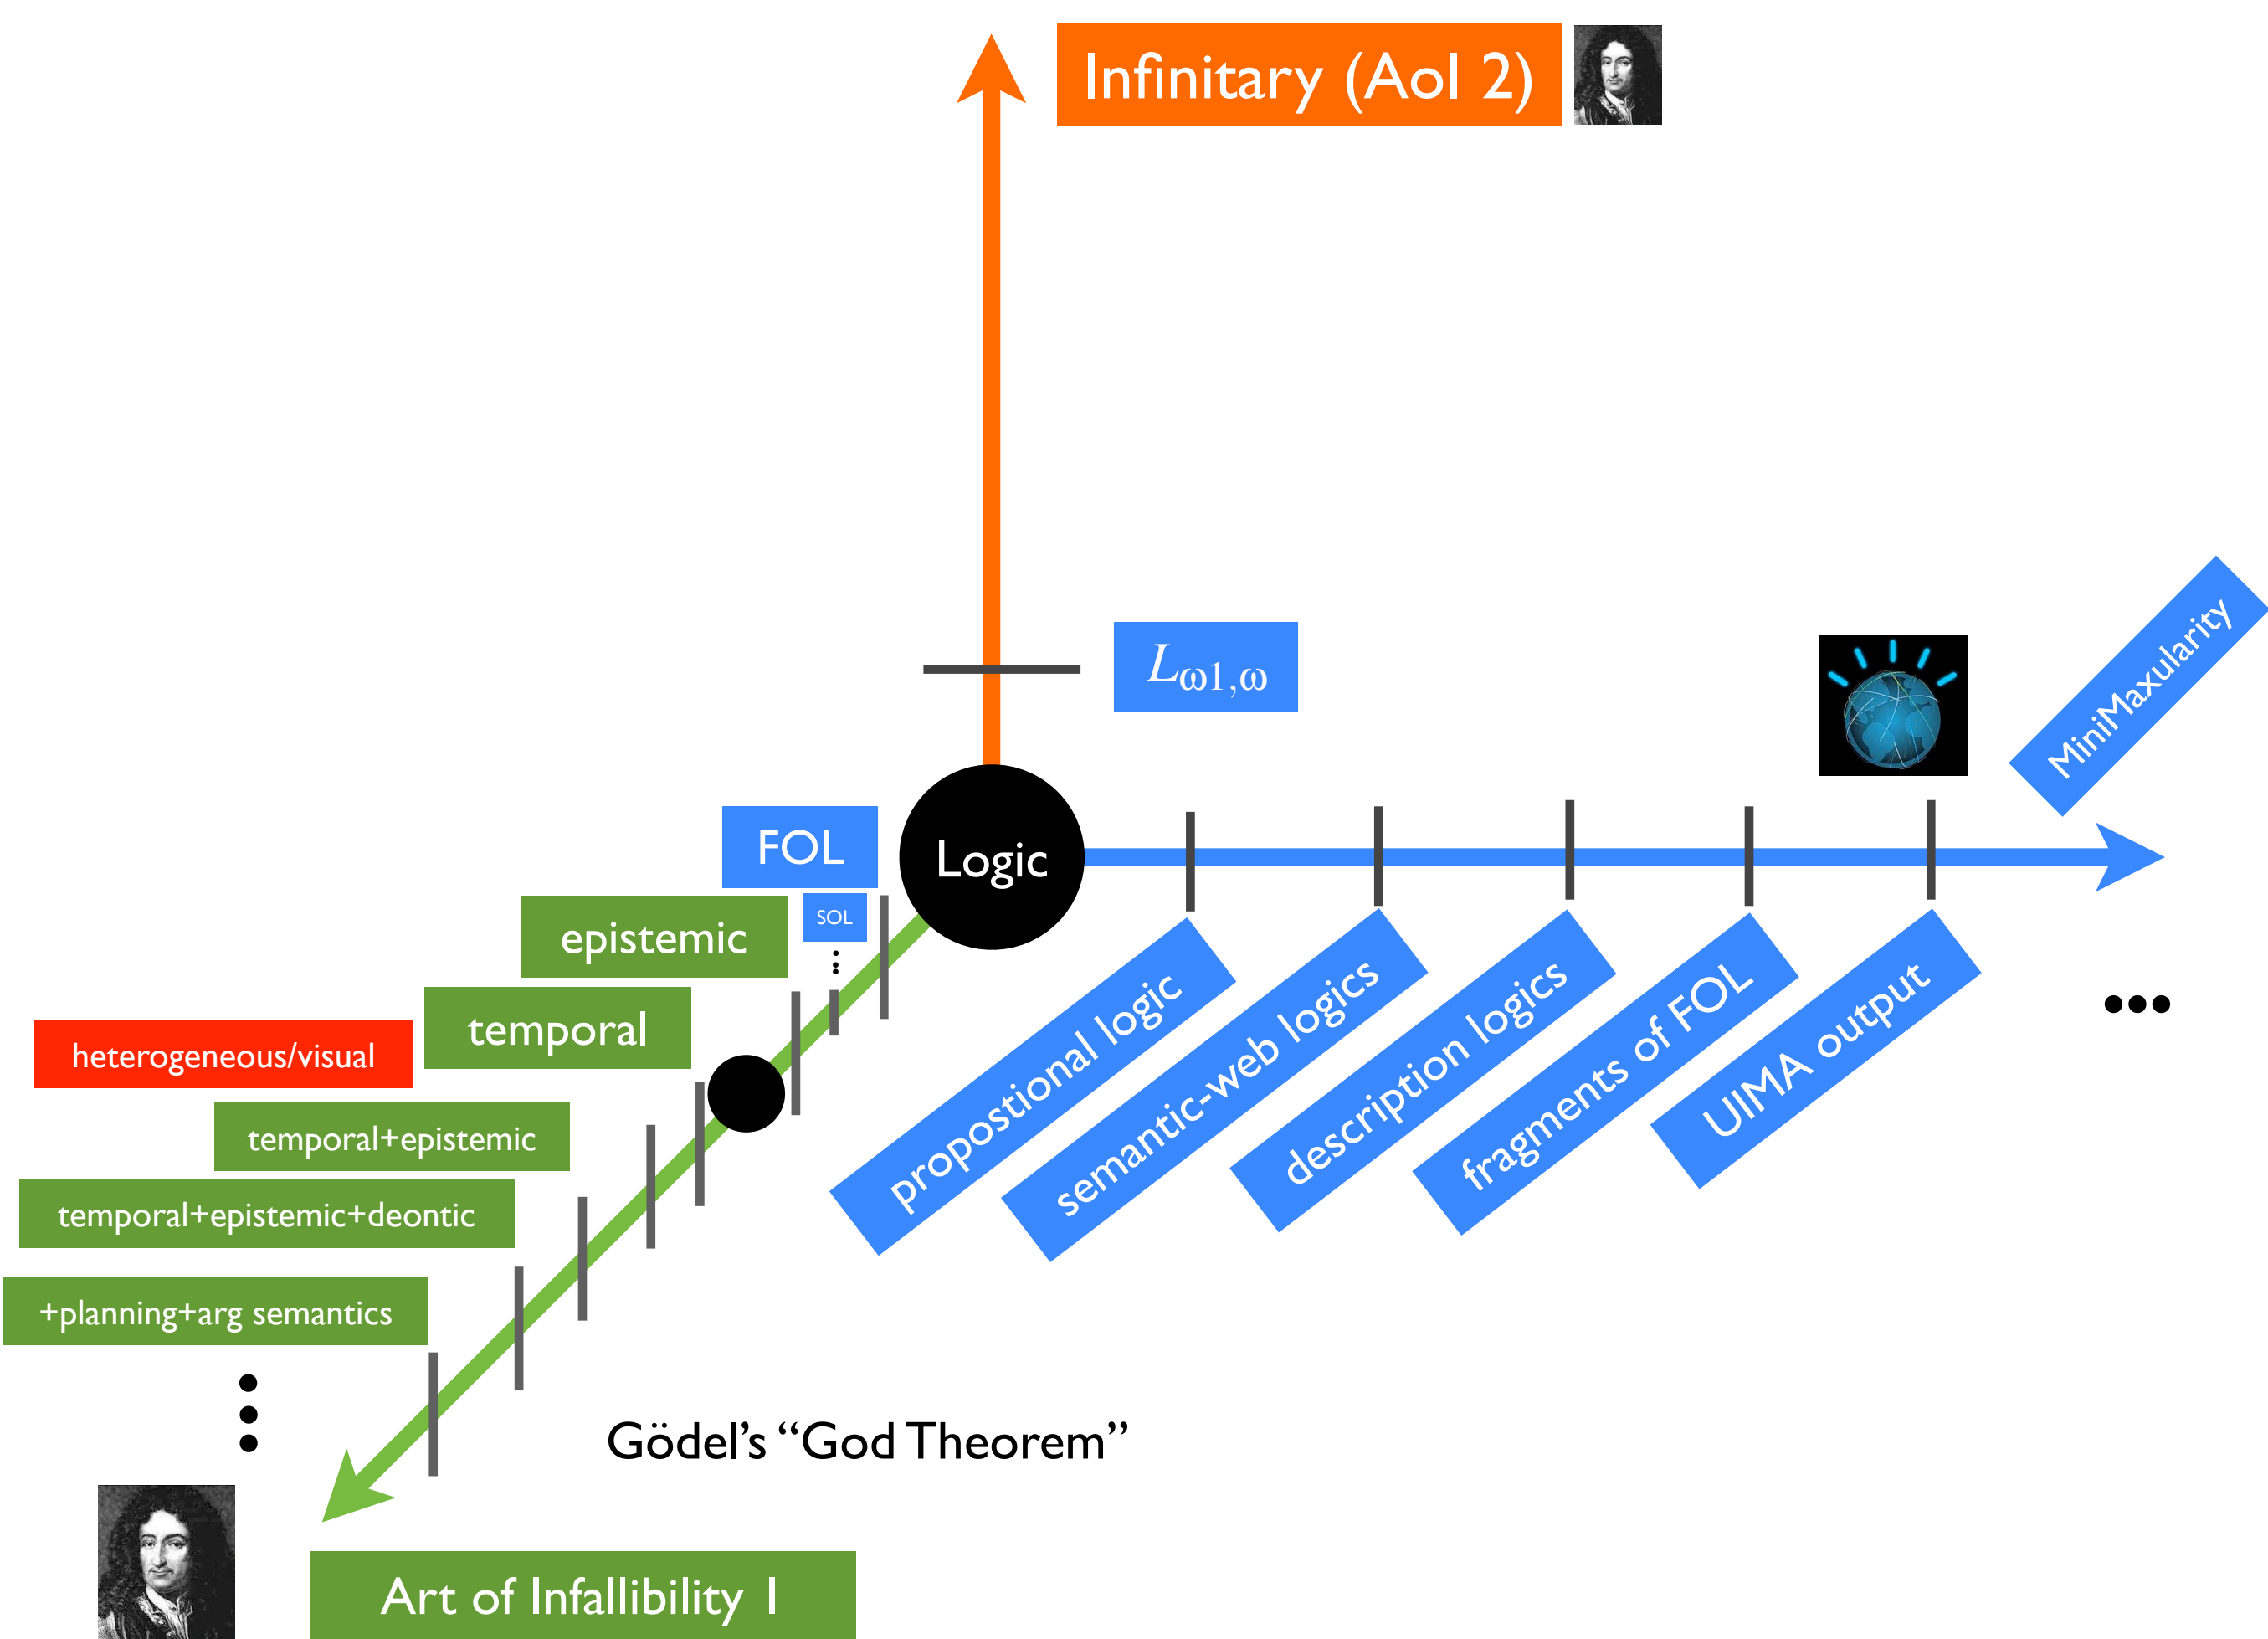 Infinitary (AoI 2)
Lω1,ω
MiniMaxularity
FOL
Logic
SOL
epistemic
temporal
heterogeneous/visual
temporal+epistemic
temporal+epistemic+deontic
+planning+arg semantics
propostional logic
semantic-web logics
description logics
fragments of FOL
UIMA output
Gödel's “God Theorem”
Art of Infallibility 1